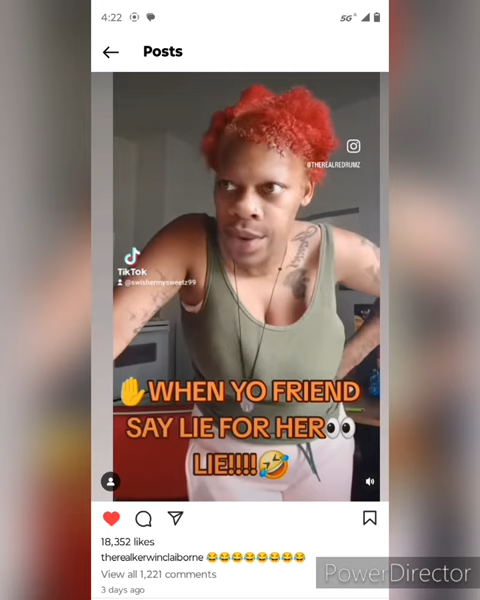 4:22
5G+
Posts
@THEREALREDRUMZ
TikTok
@swishermysweetz99
✋WHEN YO FRIEND
SAY LIE FOR HER👀
LIE!!!!🤣
18,352 likes
therealkerwinclaiborne 😂😂😂😂😂😂😂😂
View all 1,221 comments
3 days ago
PowerDirector